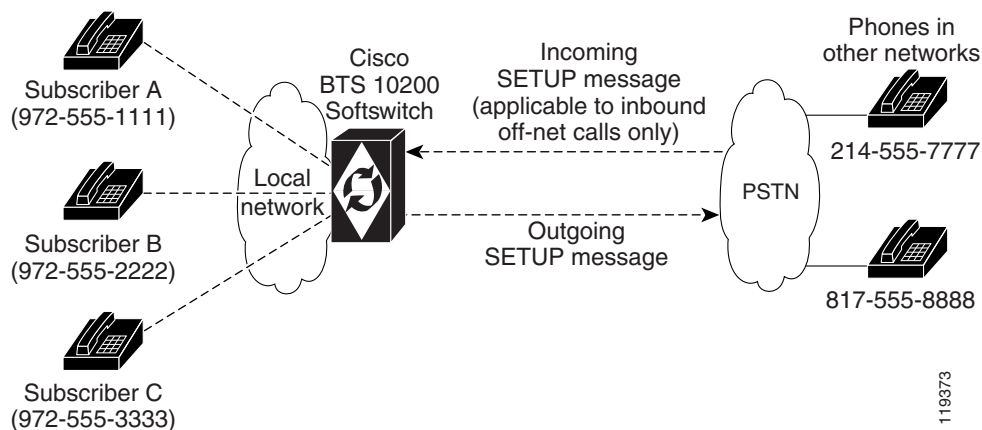 Subscriber A
(972-555-1111)
Subscriber B
(972-555-2222)
Subscriber C
(972-555-3333)
Local
network
Cisco
BTS 10200
Softswitch
Incoming
SETUP message
(applicable to inbound
off-net calls only)
Outgoing
SETUP message
PSTN
Phones in
other networks
214-555-7777
817-555-8888
119373